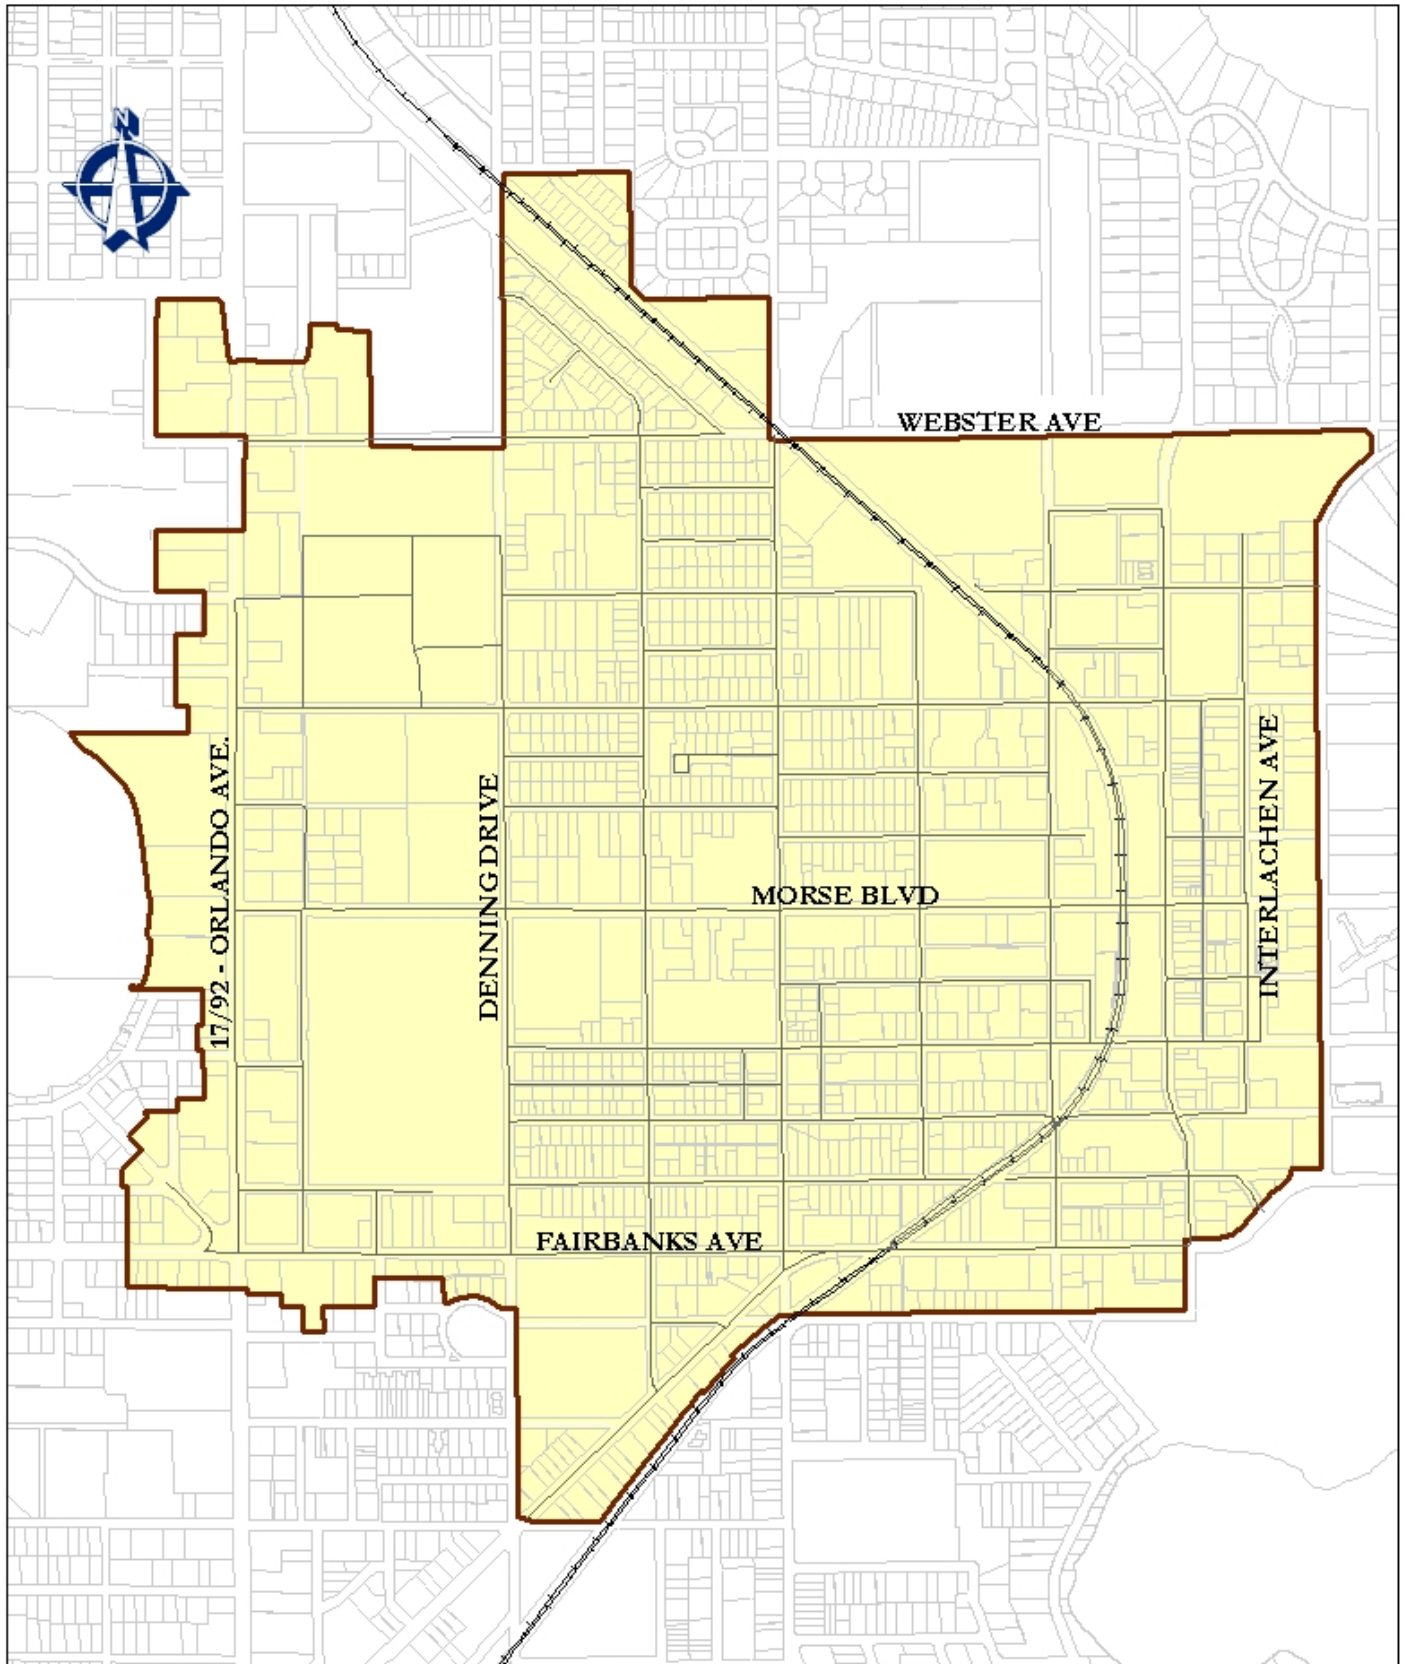 N
WEBSTER AVE
17/92 - ORLANDO AVE.
DENNING DRIVE
INTERLACHEN AVE
MORSE BLVD
FAIRBANKS AVE